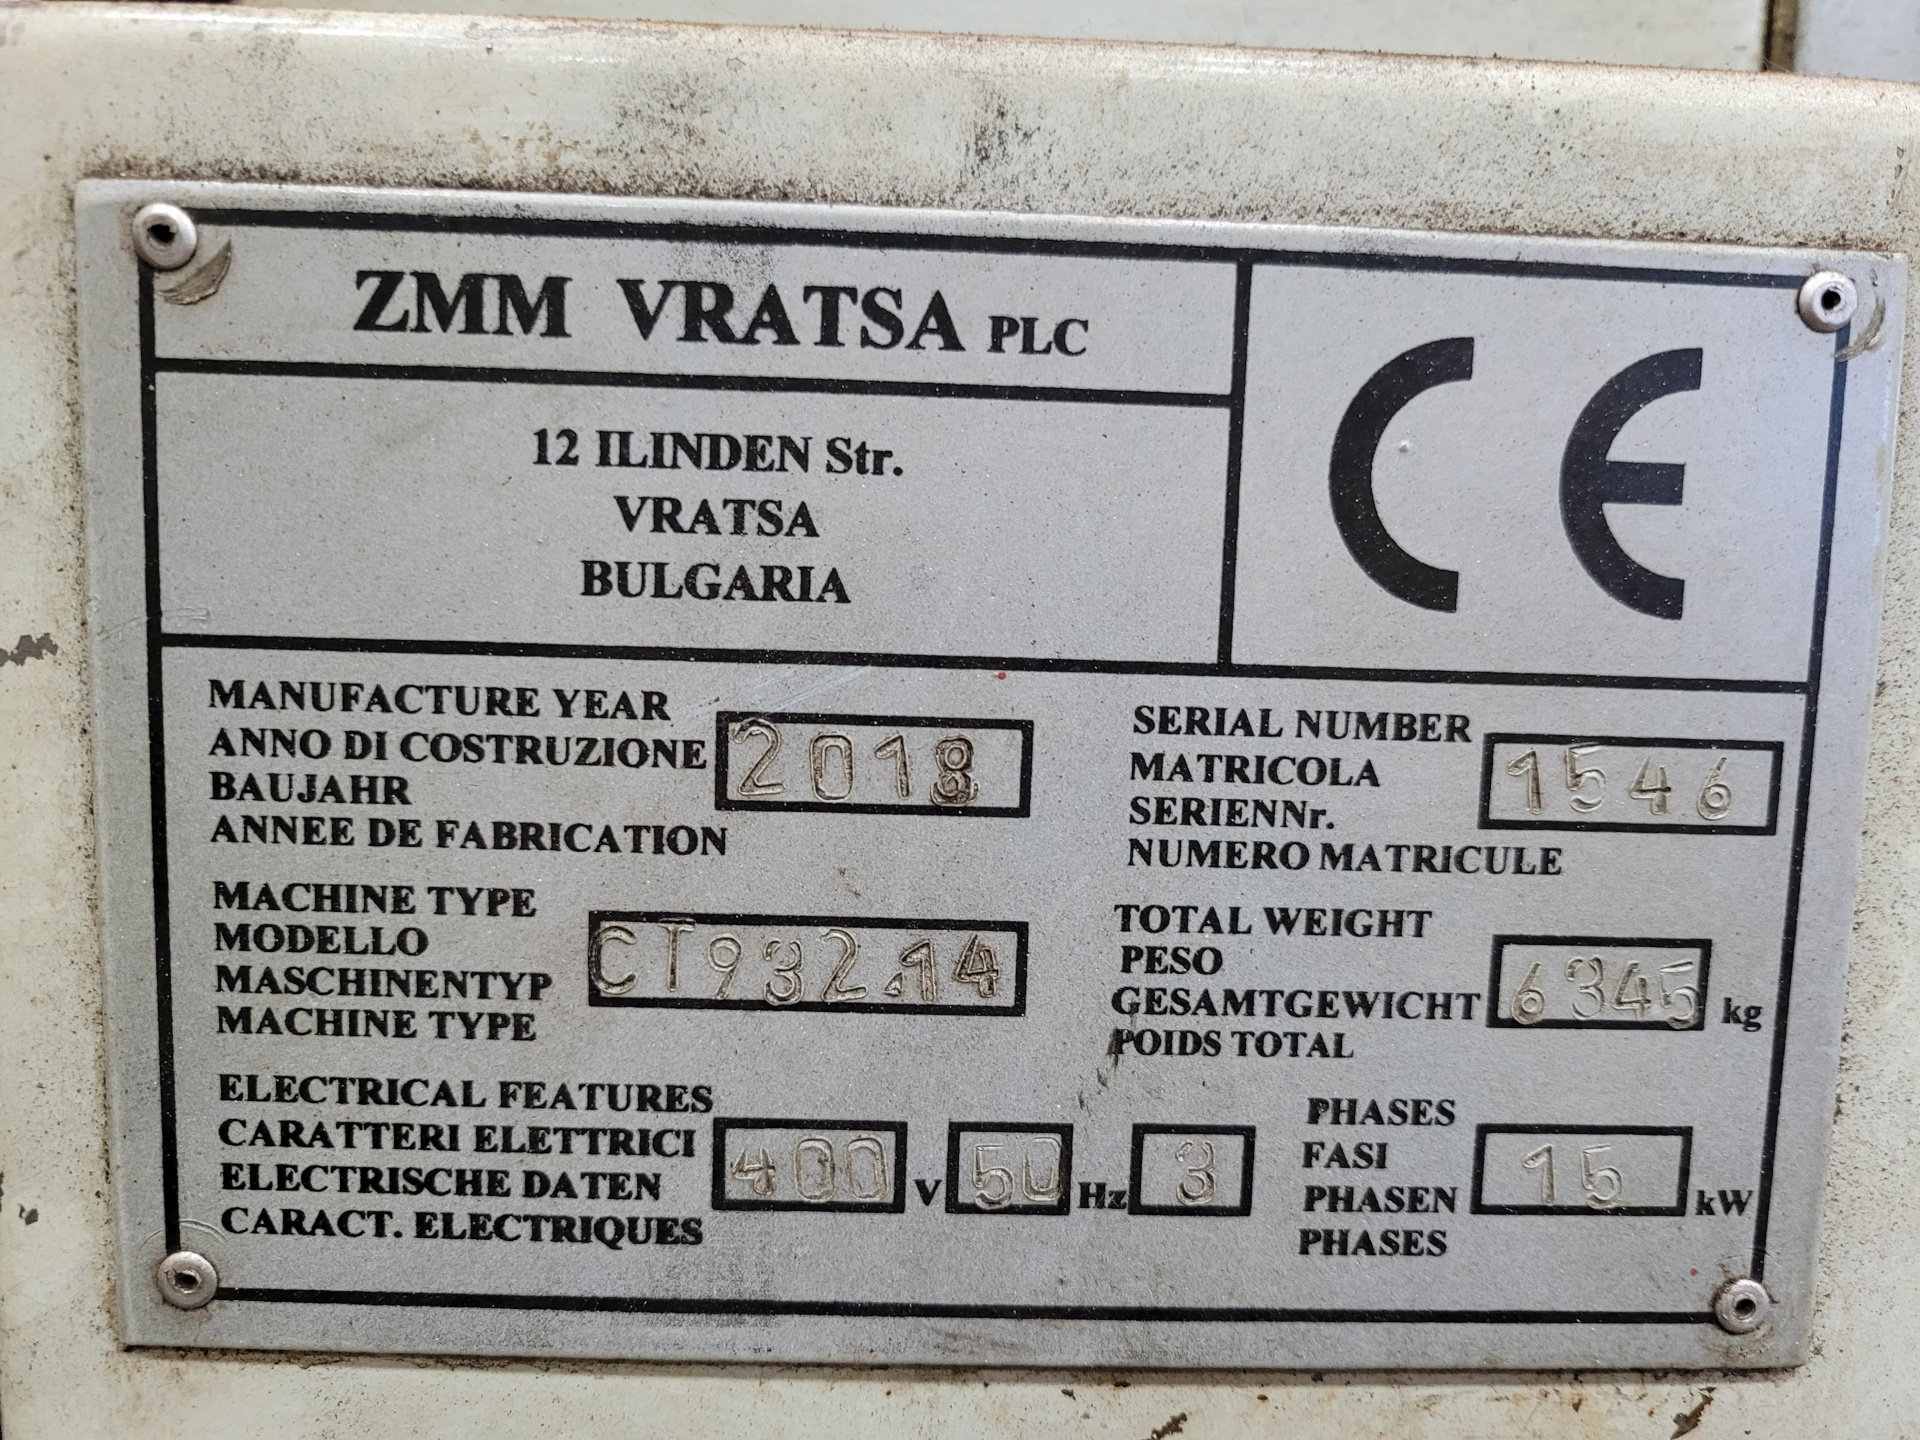 ZMM VRATSA PLC
CE
12 ILINDEN Str.
VRATSA
BULGARIA
MANUFACTURE YEAR
ANNO DI COSTRUZIONE
BAUJAHR
ANNEE DE FABRICATION
2018
SERIAL NUMBER
MATRICOLA
SERIENNr.
NUMERO MATRICULE
1546
MACHINE TYPE
MODELLO
MASCHINENTYP
MACHINE TYPE
CT932.14
TOTAL WEIGHT
PESO
GESAMTGEWICHT
POIDS TOTAL
6345 kg
ELECTRICAL FEATURES
CARATTERI ELETTRICI
ELEKTRISCHE DATEN
CARACT. ELECTRIQUES
400 V 50 Hz 3
PHASES
FASI
PHASEN
PHASES
15 kW